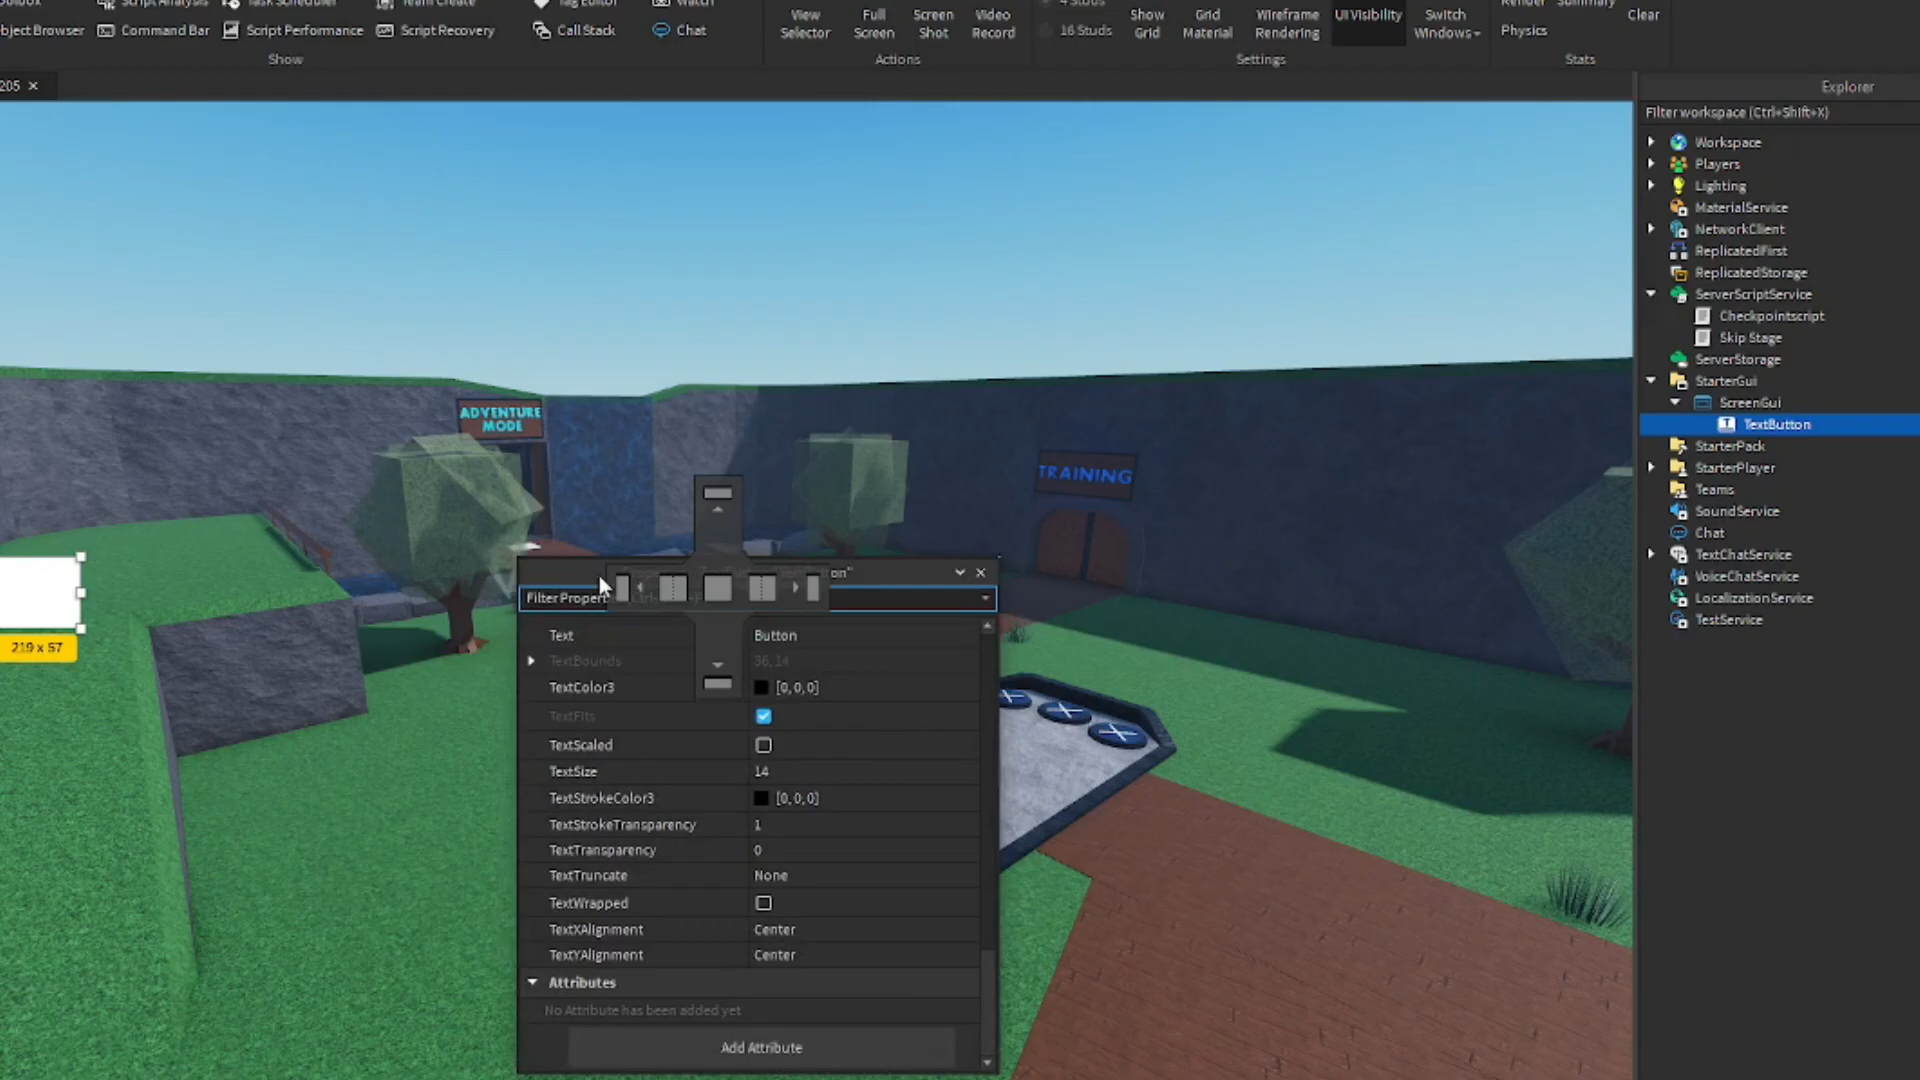 Command Bar
Script Performance
Script Recovery
Call Stack
Chat
Show
View
Selector
Full
Screen
Screen
Shot
Video
Record
Actions
16 Studs
Show
Grid
Grid
Material
Wireframe
Rendering
UI Visibility
Switch
Windows
Settings
Summary
Physics
Clear
Stats
205
Explorer
Filter workspace (Ctrl+Shift+X)
Workspace
Players
Lighting
MaterialService
NetworkClient
ReplicatedFirst
ReplicatedStorage
ServerScriptService
Checkpointscript
Skip Stage
ServerStorage
StarterGui
ScreenGui
TextButton
StarterPack
StarterPlayer
Teams
SoundService
Chat
TextChatService
VoiceChatService
LocalizationService
TestService
ADVENTURE
MODE
TRAINING
219 x 57
Text Button
TextBounds 36, 14
TextColor3 [0, 0, 0]
TextFits
TextScaled
TextSize 14
TextStrokeColor3 [0, 0, 0]
TextStrokeTransparency 1
TextTransparency 0
TextTruncate None
TextWrapped
TextXAlignment Center
TextYAlignment Center
Attributes
No Attribute has been added yet
Add Attribute